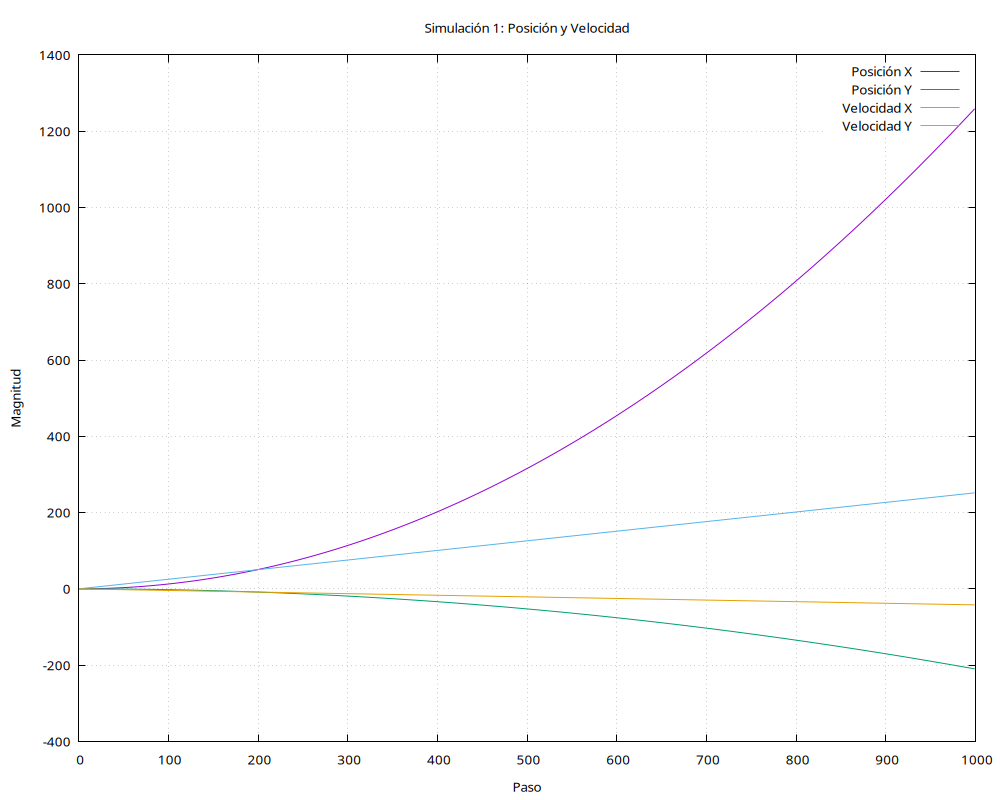 Simulación 1: Posición y Velocidad
1400
1200
1000
800
600
400
200
0
-200
-400
Magnitud
Posición X
Posición Y
Velocidad X
Velocidad Y
0 100 200 300 400 500 600 700 800 900 1000
Paso